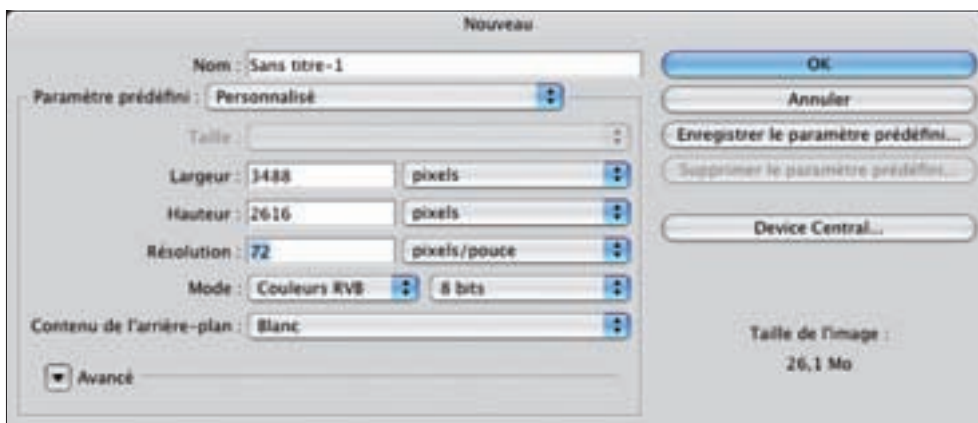 Nouveau
Nom : Sans titre-1
OK
Paramètre prédéfini : Personnalisé
Annuler
Taille :
Enregistrer le paramètre prédéfini...
Largeur : 3488 pixels
Supprimer le paramètre prédéfini...
Hauteur : 2616 pixels
Device Central...
Résolution : 72 pixels/pouce
Mode : Couleurs RVB 8 bits
Contenu de l'arrière-plan : Blanc
Taille de l'image :
26,1 Mo
Avancé